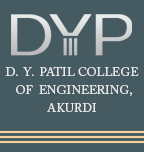 DYP
D. Y. PATIL COLLEGE
OF ENGINEERING,
AKURDI